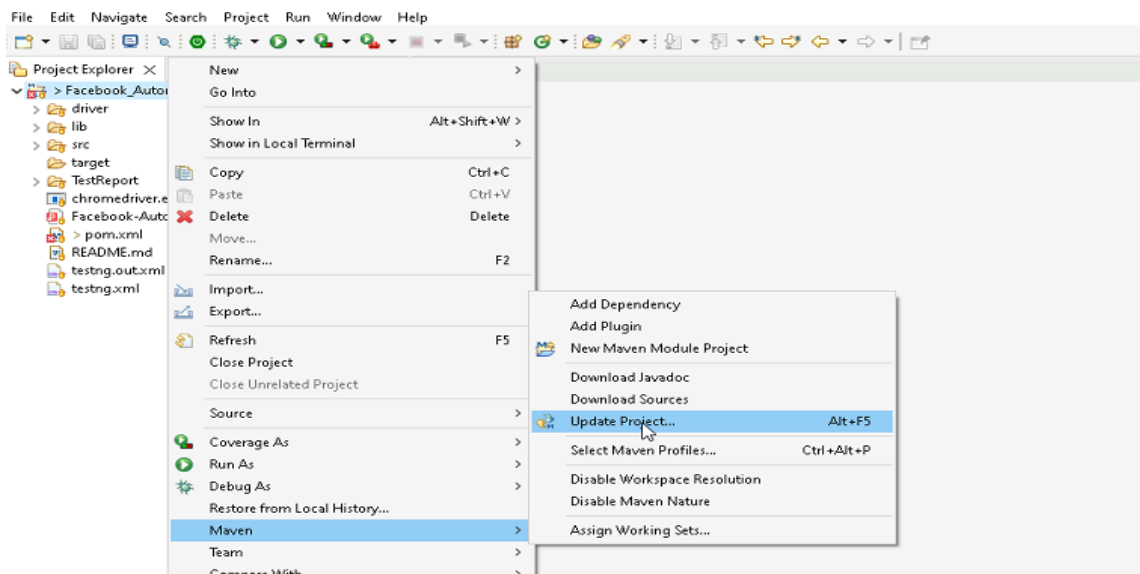 File Edit Navigate Search Project Run Window Help
Project Explorer
> Facebook_Autor
driver
lib
src
target
TestReport
chromedriver.e
Facebook-Auto
> pom.xml
README.md
testng.out.xml
testng.xml
New
Go Into
Show In Alt+Shift+W >
Show in Local Terminal
Copy Ctrl+C
Paste Ctrl+V
Delete Delete
Move...
Rename... F2
Import...
Export...
Refresh F5
Close Project
Close Unrelated Project
Source
Coverage As
Run As
Debug As
Restore from Local History...
Maven
Team
Compare With
Add Dependency
Add Plugin
New Maven Module Project
Download Javadoc
Download Sources
Update Project... Alt+F5
Select Maven Profiles... Ctrl+Alt+P
Disable Workspace Resolution
Disable Maven Nature
Assign Working Sets...